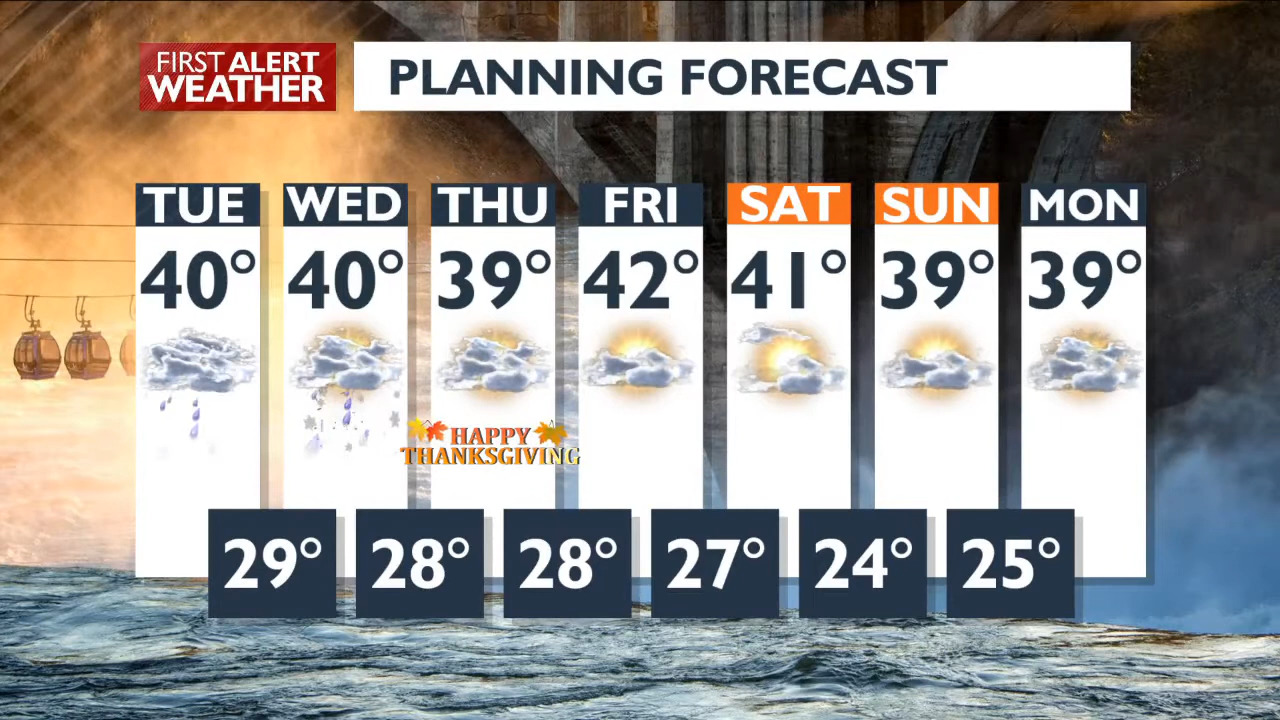 FIRST ALERT
WEATHER
PLANNING FORECAST
TUE
WED
THU
FRI
SAT
SUN
MON
40°
40°
39°
42°
41°
39°
39°
HAPPY
THANKSGIVING
29°
28°
28°
27°
24°
25°